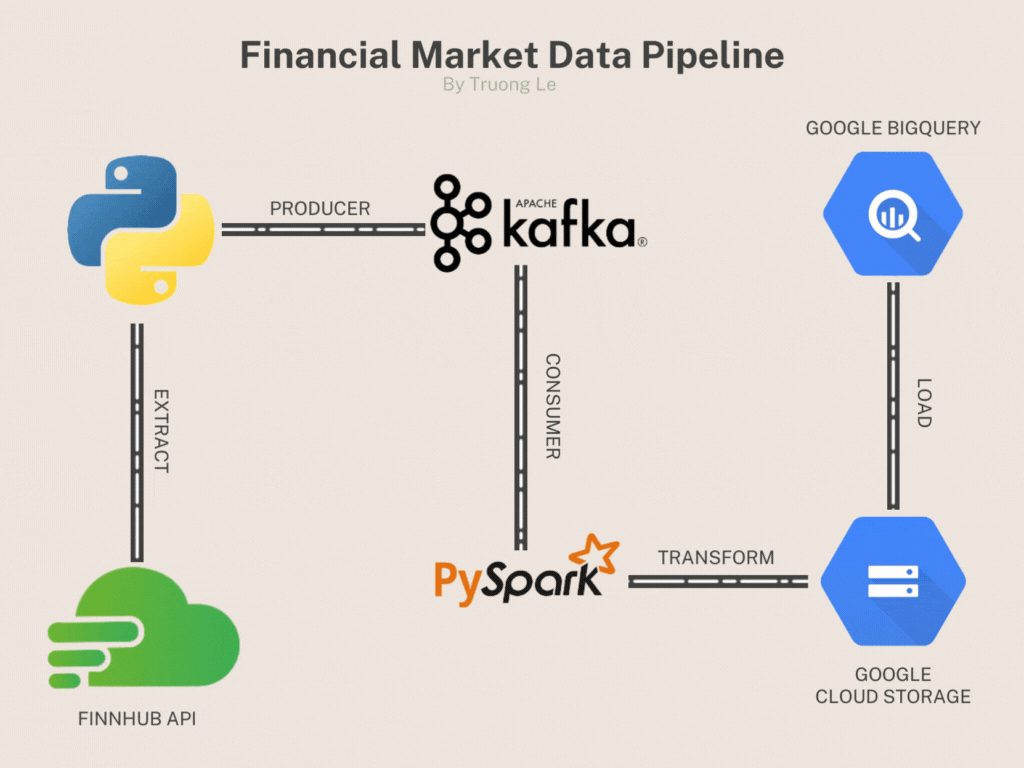 Financial Market Data Pipeline
By Truong Le
GOOGLE BIGQUERY
PRODUCER
APACHE
kafka®
EXTRACT
CONSUMER
LOAD
PySpark
TRANSFORM
FINNHUB API
GOOGLE
CLOUD STORAGE